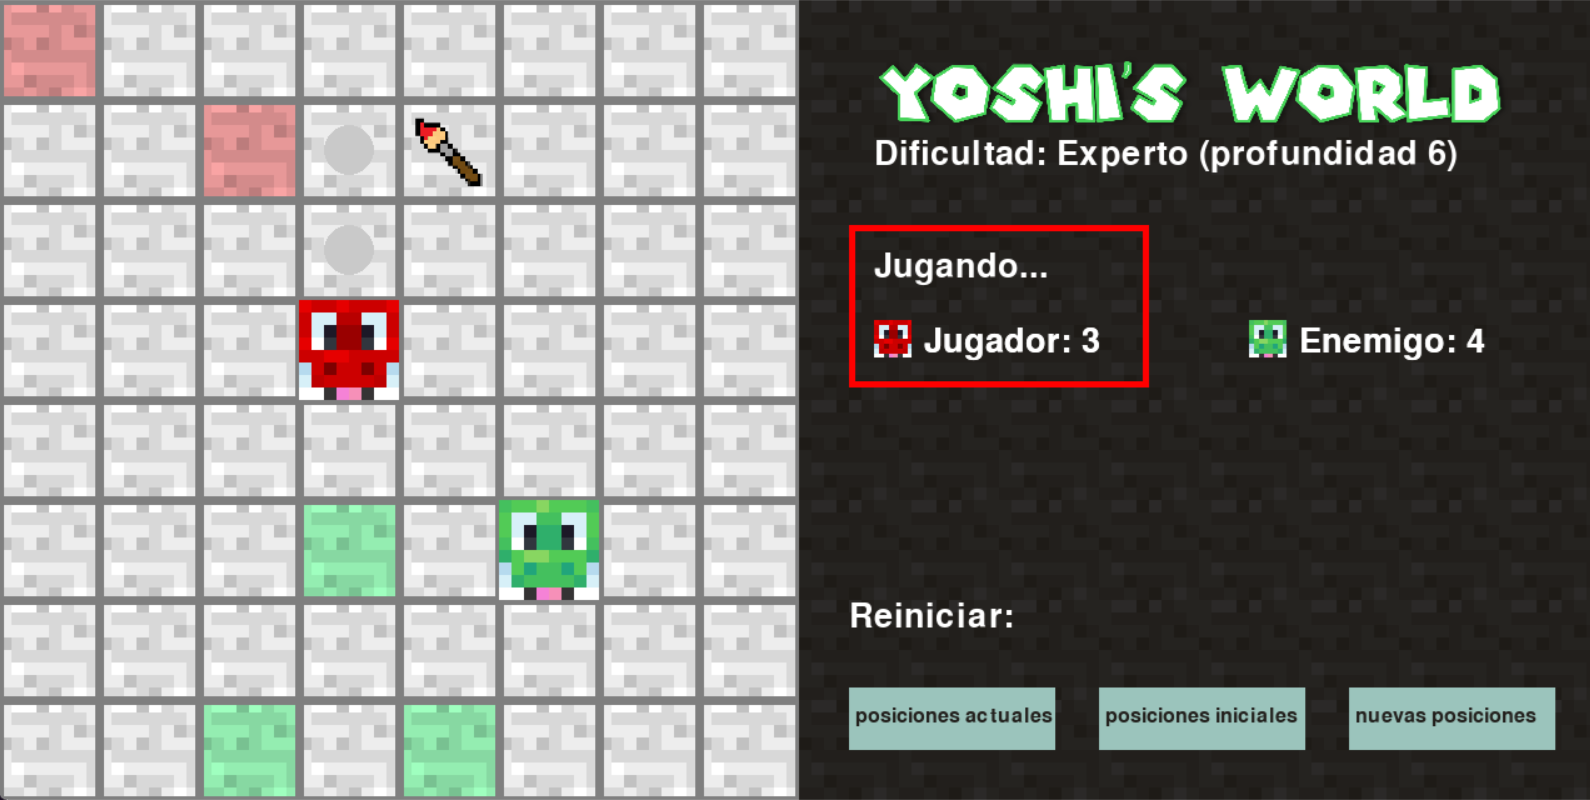 YOSHI'S WORLD
Dificultad: Experto (profundidad 6)
Jugando...
Jugador: 3
Enemigo: 4
Reiniciar:
posiciones actuales
posiciones iniciales
nuevas posiciones